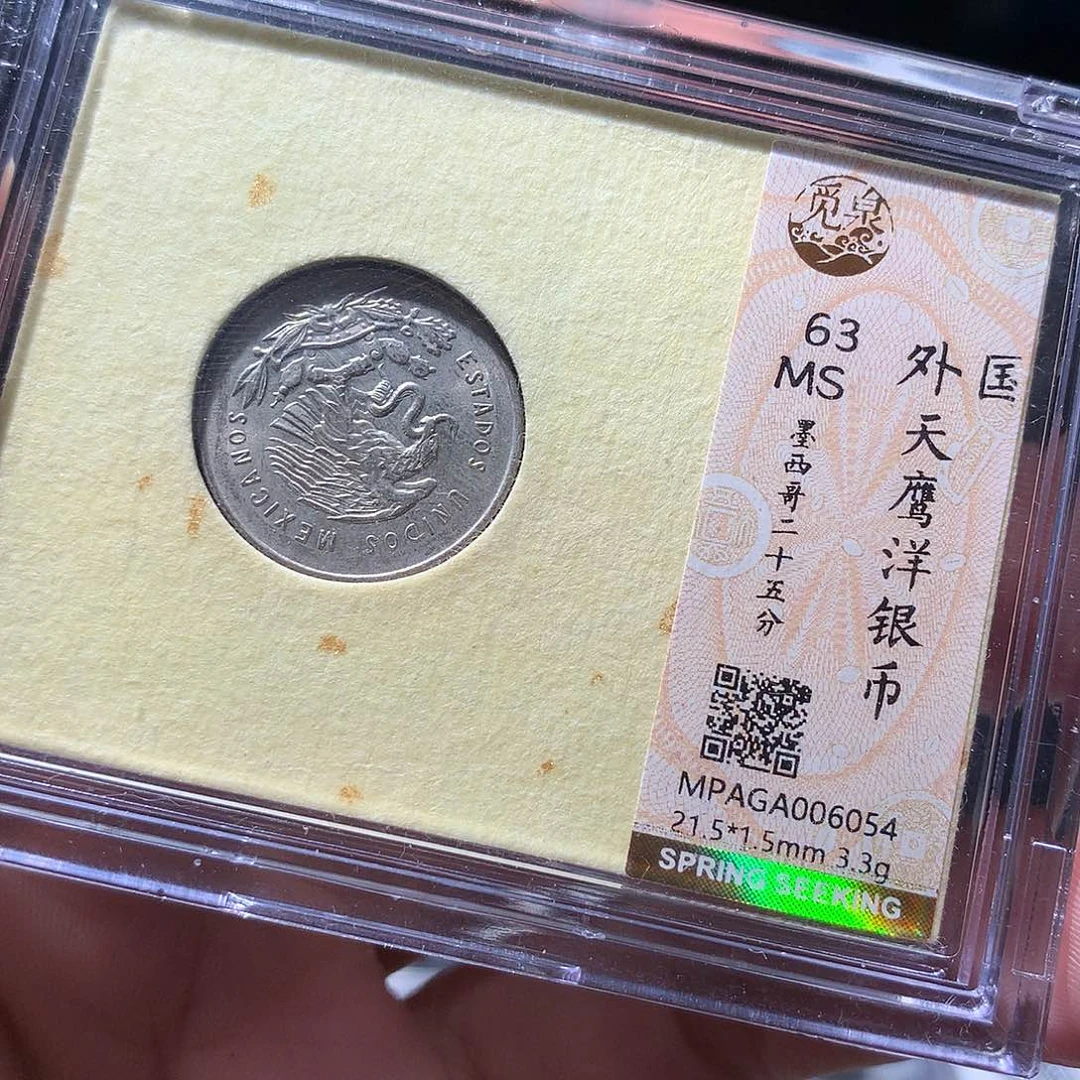 ESTADOS UNIDOS MEXICANOS
觅泉
63
MS
外国
天鹰洋银币
墨西哥二十五分
MPAGA006054
21.5*1.5mm 3.3g
SPRING SEEKING